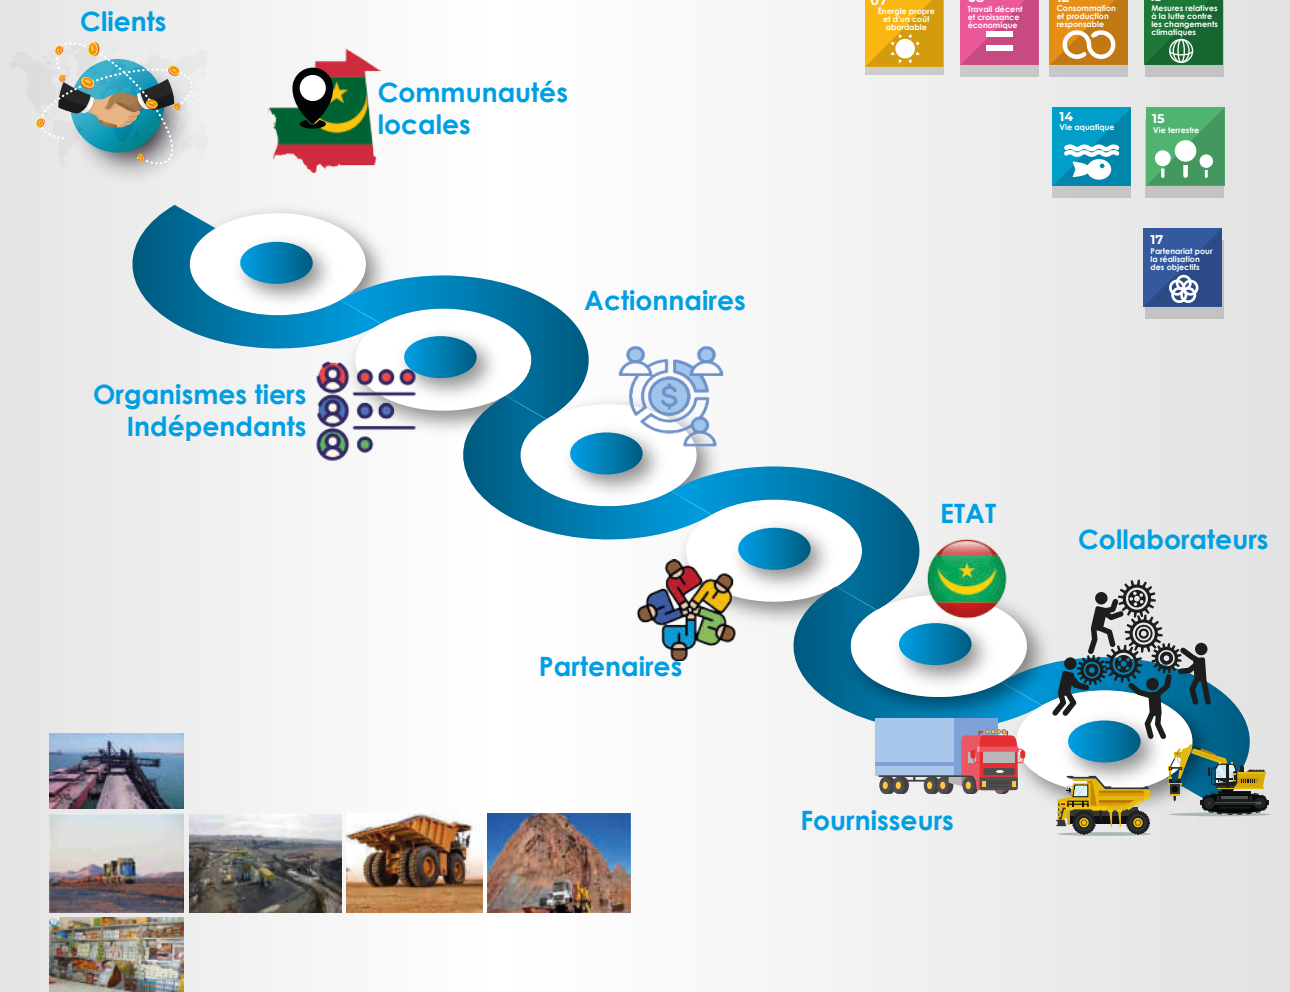 Clients
Communautés
locales
07
Énergie propre
et d'un coût
abordable
Travail décent
et croissance
économique
Consommation
et production
responsable
Mesures relatives
à la lutte contre
les changements
climatiques
14
Vie aquatique
15
Vie terrestre
17
Partenariat pour
la réalisation
des objectifs
Actionnaires
$
Organismes tiers
Indépendants
ETAT
Collaborateurs
Partenaires
Fournisseurs